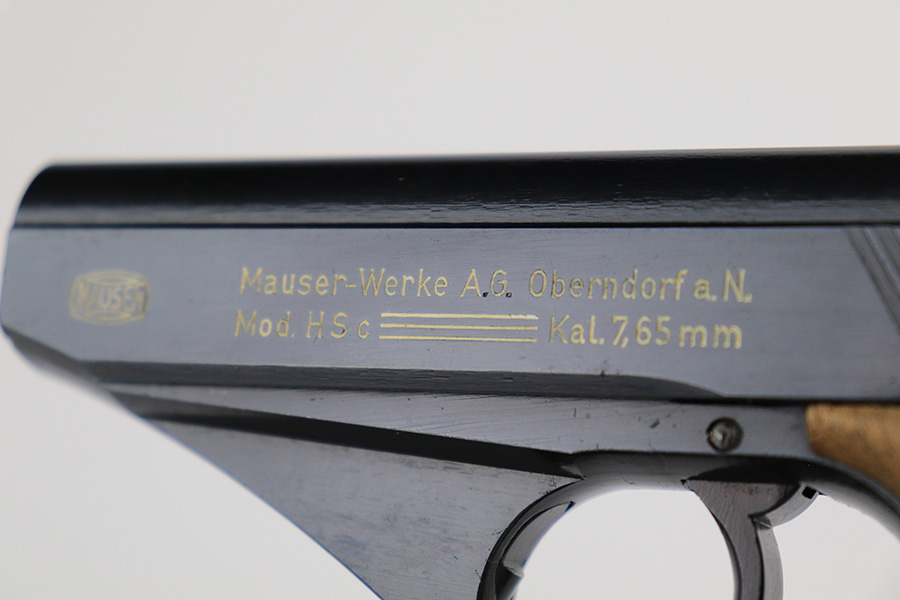 MAUSER
Mauser-Werke A.G. Oberndorf a.N.
Mod. HSc Kal. 7,65 mm